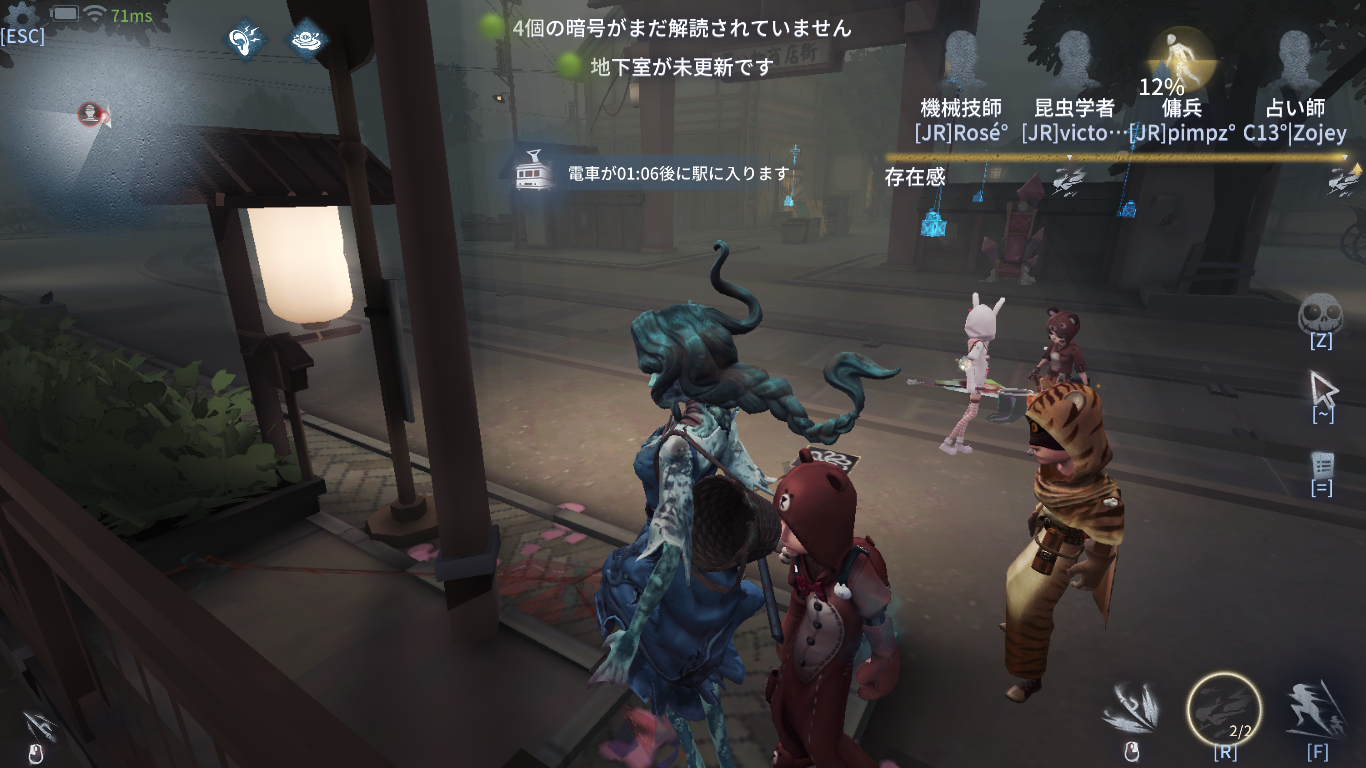 71ms
[ESC]
4個の暗号がまだ解読されていません
地下室が未更新です
12%
機械技師 昆虫学者 傭兵 占い師
[JR]Rosé° [JR]victo… [JR]pimpz° C13°|Zojey
電車が01:06後に駅に入ります
存在感
[Z]
[~]
[=]
2/2
[R]
[F]